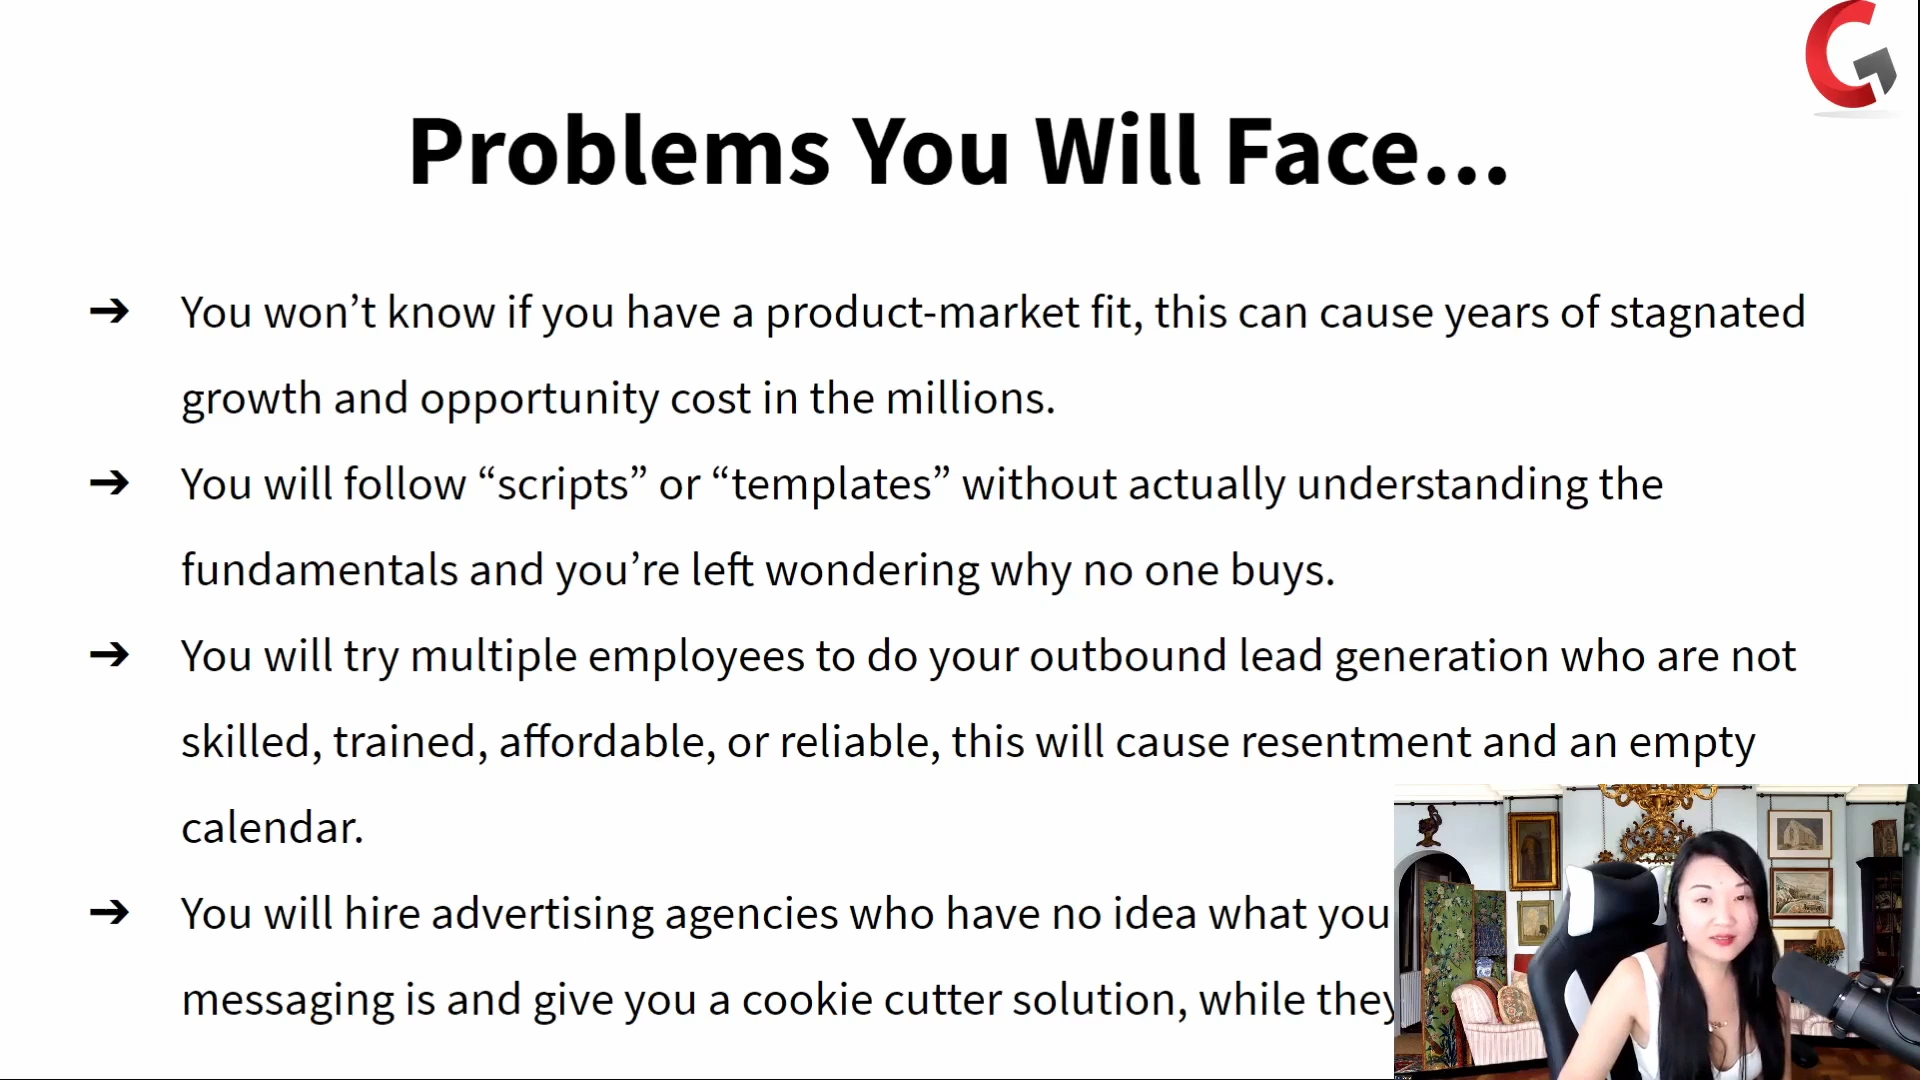 Problems You Will Face...
➔ You won’t know if you have a product-market fit, this can cause years of stagnated
growth and opportunity cost in the millions.
➔ You will follow “scripts” or “templates” without actually understanding the
fundamentals and you’re left wondering why no one buys.
➔ You will try multiple employees to do your outbound lead generation who are not
skilled, trained, affordable, or reliable, this will cause resentment and an empty
calendar.
➔ You will hire advertising agencies who have no idea what you
messaging is and give you a cookie cutter solution, while they